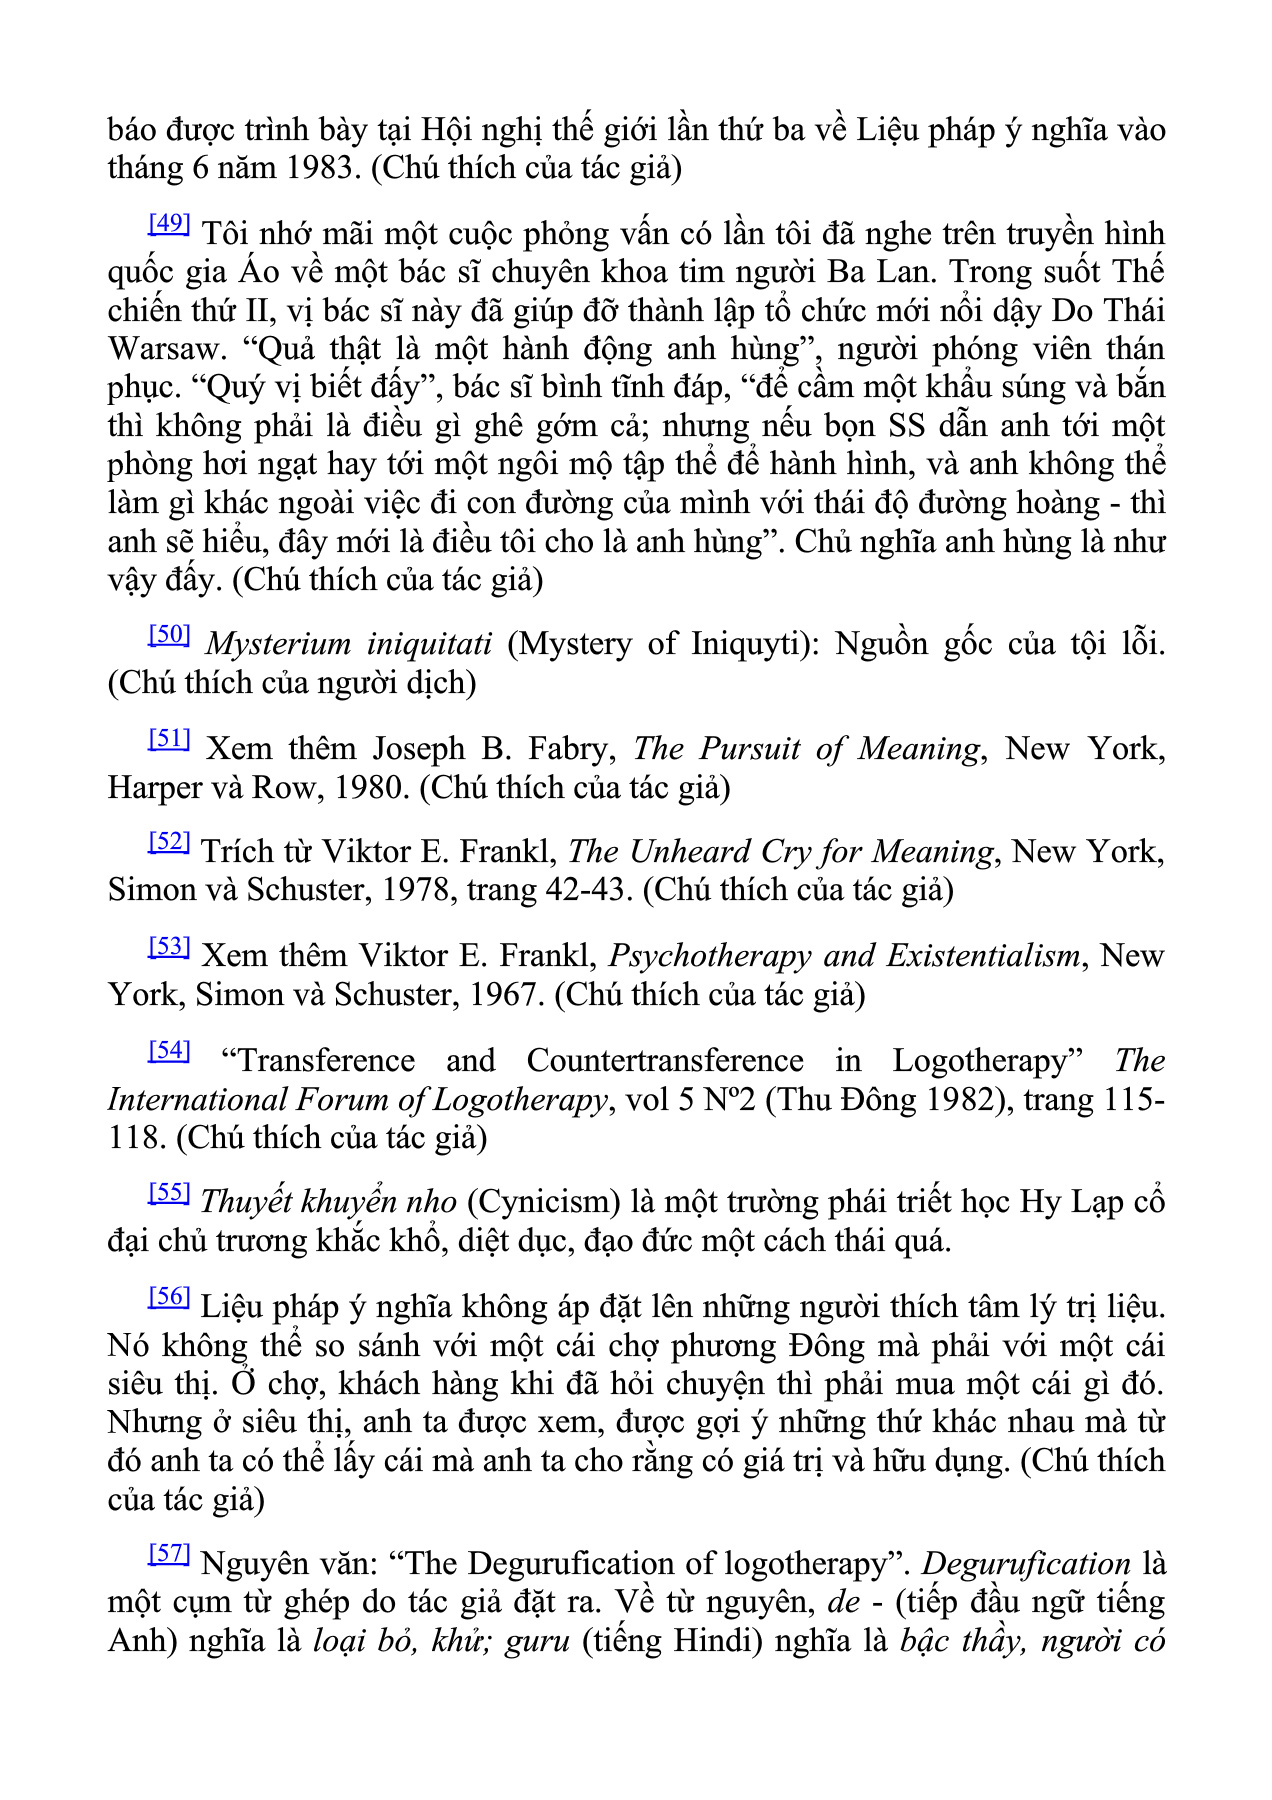 báo được trình bày tại Hội nghị thế giới lần thứ ba về Liệu pháp ý nghĩa vào
tháng 6 năm 1983. (Chú thích của tác giả)
[49] Tôi nhớ mãi một cuộc phỏng vấn có lần tôi đã nghe trên truyền hình
quốc gia Áo về một bác sĩ chuyên khoa tim người Ba Lan. Trong suốt Thế
chiến thứ II, vị bác sĩ này đã giúp đỡ thành lập tổ chức mới nổi dậy Do Thái
Warsaw. “Quả thật là một hành động anh hùng”, người phóng viên thán
phục. “Quý vị biết đấy”, bác sĩ bình tĩnh đáp, “để cầm một khẩu súng và bắn
thì không phải là điều gì ghê gớm cả; nhưng nếu bọn SS dẫn anh tới một
phòng hơi ngạt hay tới một ngôi mộ tập thể để hành hình, và anh không thể
làm gì khác ngoài việc đi con đường của mình với thái độ đường hoàng - thì
anh sẽ hiểu, đây mới là điều tôi cho là anh hùng”. Chủ nghĩa anh hùng là như
vậy đấy. (Chú thích của tác giả)
[50] Mysterium iniquitati (Mystery of Iniquyti): Nguồn gốc của tội lỗi.
(Chú thích của người dịch)
[51] Xem thêm Joseph B. Fabry, The Pursuit of Meaning, New York,
Harper và Row, 1980. (Chú thích của tác giả)
[52] Trích từ Viktor E. Frankl, The Unheard Cry for Meaning, New York,
Simon và Schuster, 1978, trang 42-43. (Chú thích của tác giả)
[53] Xem thêm Viktor E. Frankl, Psychotherapy and Existentialism, New
York, Simon và Schuster, 1967. (Chú thích của tác giả)
[54] “Transference and Countertransference in Logotherapy” The
International Forum of Logotherapy, vol 5 Nº2 (Thu Đông 1982), trang 115-
118. (Chú thích của tác giả)
[55] Thuyết khuyển nho (Cynicism) là một trường phái triết học Hy Lạp cổ
đại chủ trương khắc khổ, diệt dục, đạo đức một cách thái quá.
[56] Liệu pháp ý nghĩa không áp đặt lên những người thích tâm lý trị liệu.
Nó không thể so sánh với một cái chợ phương Đông mà phải với một cái
siêu thị. Ở chợ, khách hàng khi đã hỏi chuyện thì phải mua một cái gì đó.
Nhưng ở siêu thị, anh ta được xem, được gợi ý những thứ khác nhau mà từ
đó anh ta có thể lấy cái mà anh ta cho rằng có giá trị và hữu dụng. (Chú thích
của tác giả)
[57] Nguyên văn: “The Degurufication of logotherapy”. Degurufication là
một cụm từ ghép do tác giả đặt ra. Về từ nguyên, de - (tiếp đầu ngữ tiếng
Anh) nghĩa là loại bỏ, khử; guru (tiếng Hindi) nghĩa là bậc thầy, người có